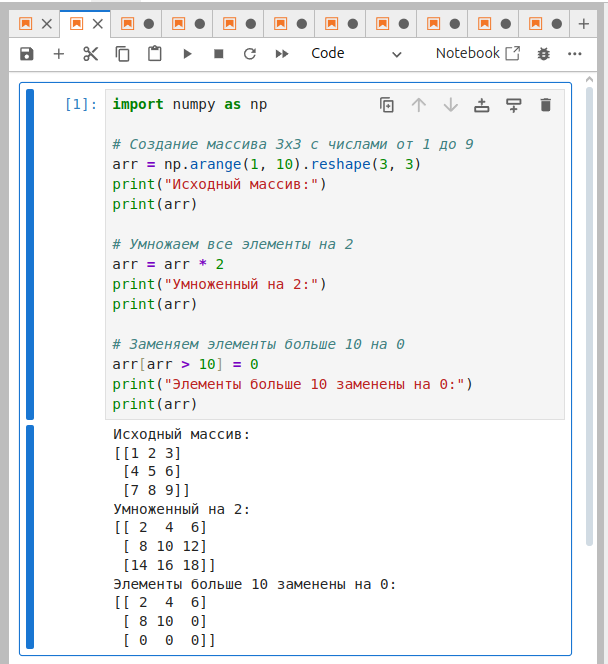 Code
Notebook
[1]:
import numpy as np
# Создание массива 3x3 с числами от 1 до 9
arr = np.arange(1, 10).reshape(3, 3)
print("Исходный массив:")
print(arr)
# Умножаем все элементы на 2
arr = arr * 2
print("Умноженный на 2:")
print(arr)
# Заменяем элементы больше 10 на 0
arr[arr > 10] = 0
print("Элементы больше 10 заменены на 0:")
print(arr)
Исходный массив:
[[1 2 3]
 [4 5 6]
 [7 8 9]]
Умноженный на 2:
[[ 2  4  6]
 [ 8 10 12]
 [14 16 18]]
Элементы больше 10 заменены на 0:
[[ 2  4  6]
 [ 8 10  0]
 [ 0  0  0]]